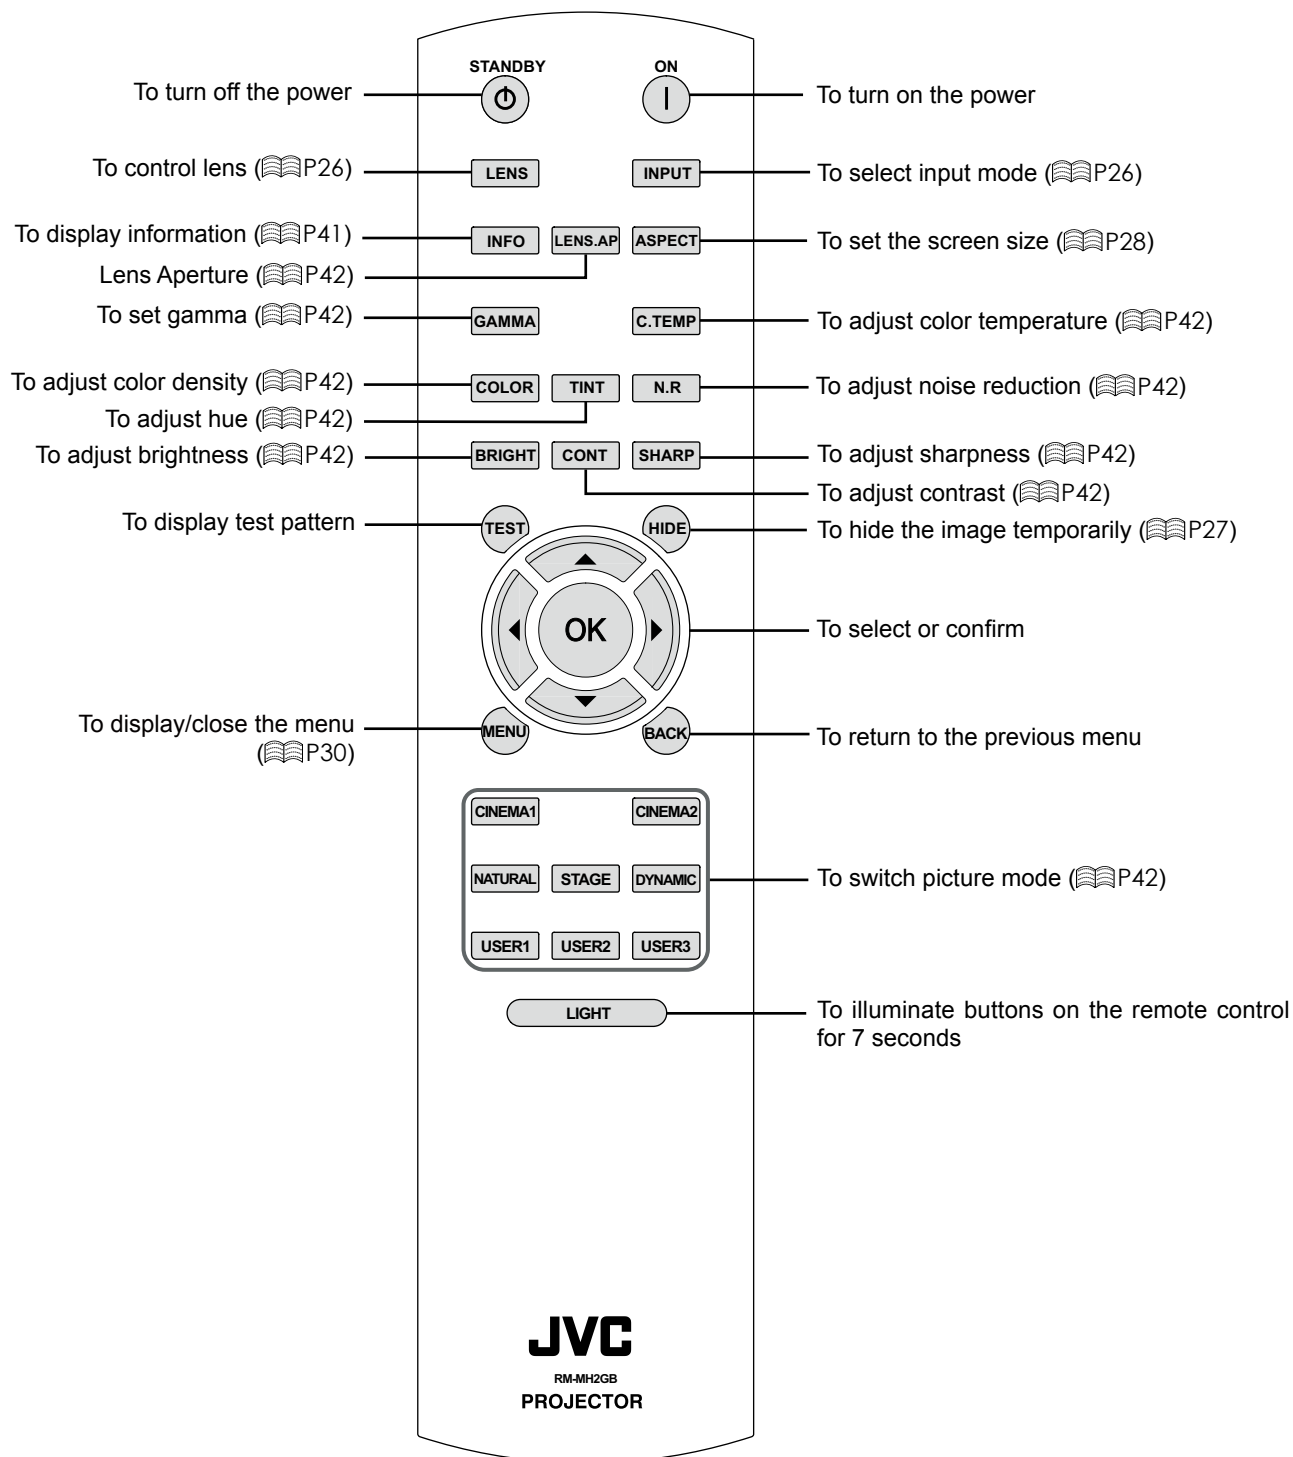 STANDBY ON
To turn off the power
To turn on the power
To control lens (P26)
LENS INPUT
To select input mode (P26)
To display information (P41)
INFO LENS.AP ASPECT
To set the screen size (P28)
Lens Aperture (P42)
To set gamma (P42)
GAMMA C.TEMP
To adjust color temperature (P42)
To adjust color density (P42)
COLOR TINT N.R
To adjust noise reduction (P42)
To adjust hue (P42)
To adjust brightness (P42)
BRIGHT CONT SHARP
To adjust sharpness (P42)
To adjust contrast (P42)
To display test pattern
TEST HIDE
To hide the image temporarily (P27)
OK
To select or confirm
To display/close the menu
(P30)
MENU BACK
To return to the previous menu
CINEMA1 CINEMA2
NATURAL STAGE DYNAMIC
To switch picture mode (P42)
USER1 USER2 USER3
LIGHT
To illuminate buttons on the remote control
for 7 seconds
JVC
RM-MH2GB
PROJECTOR